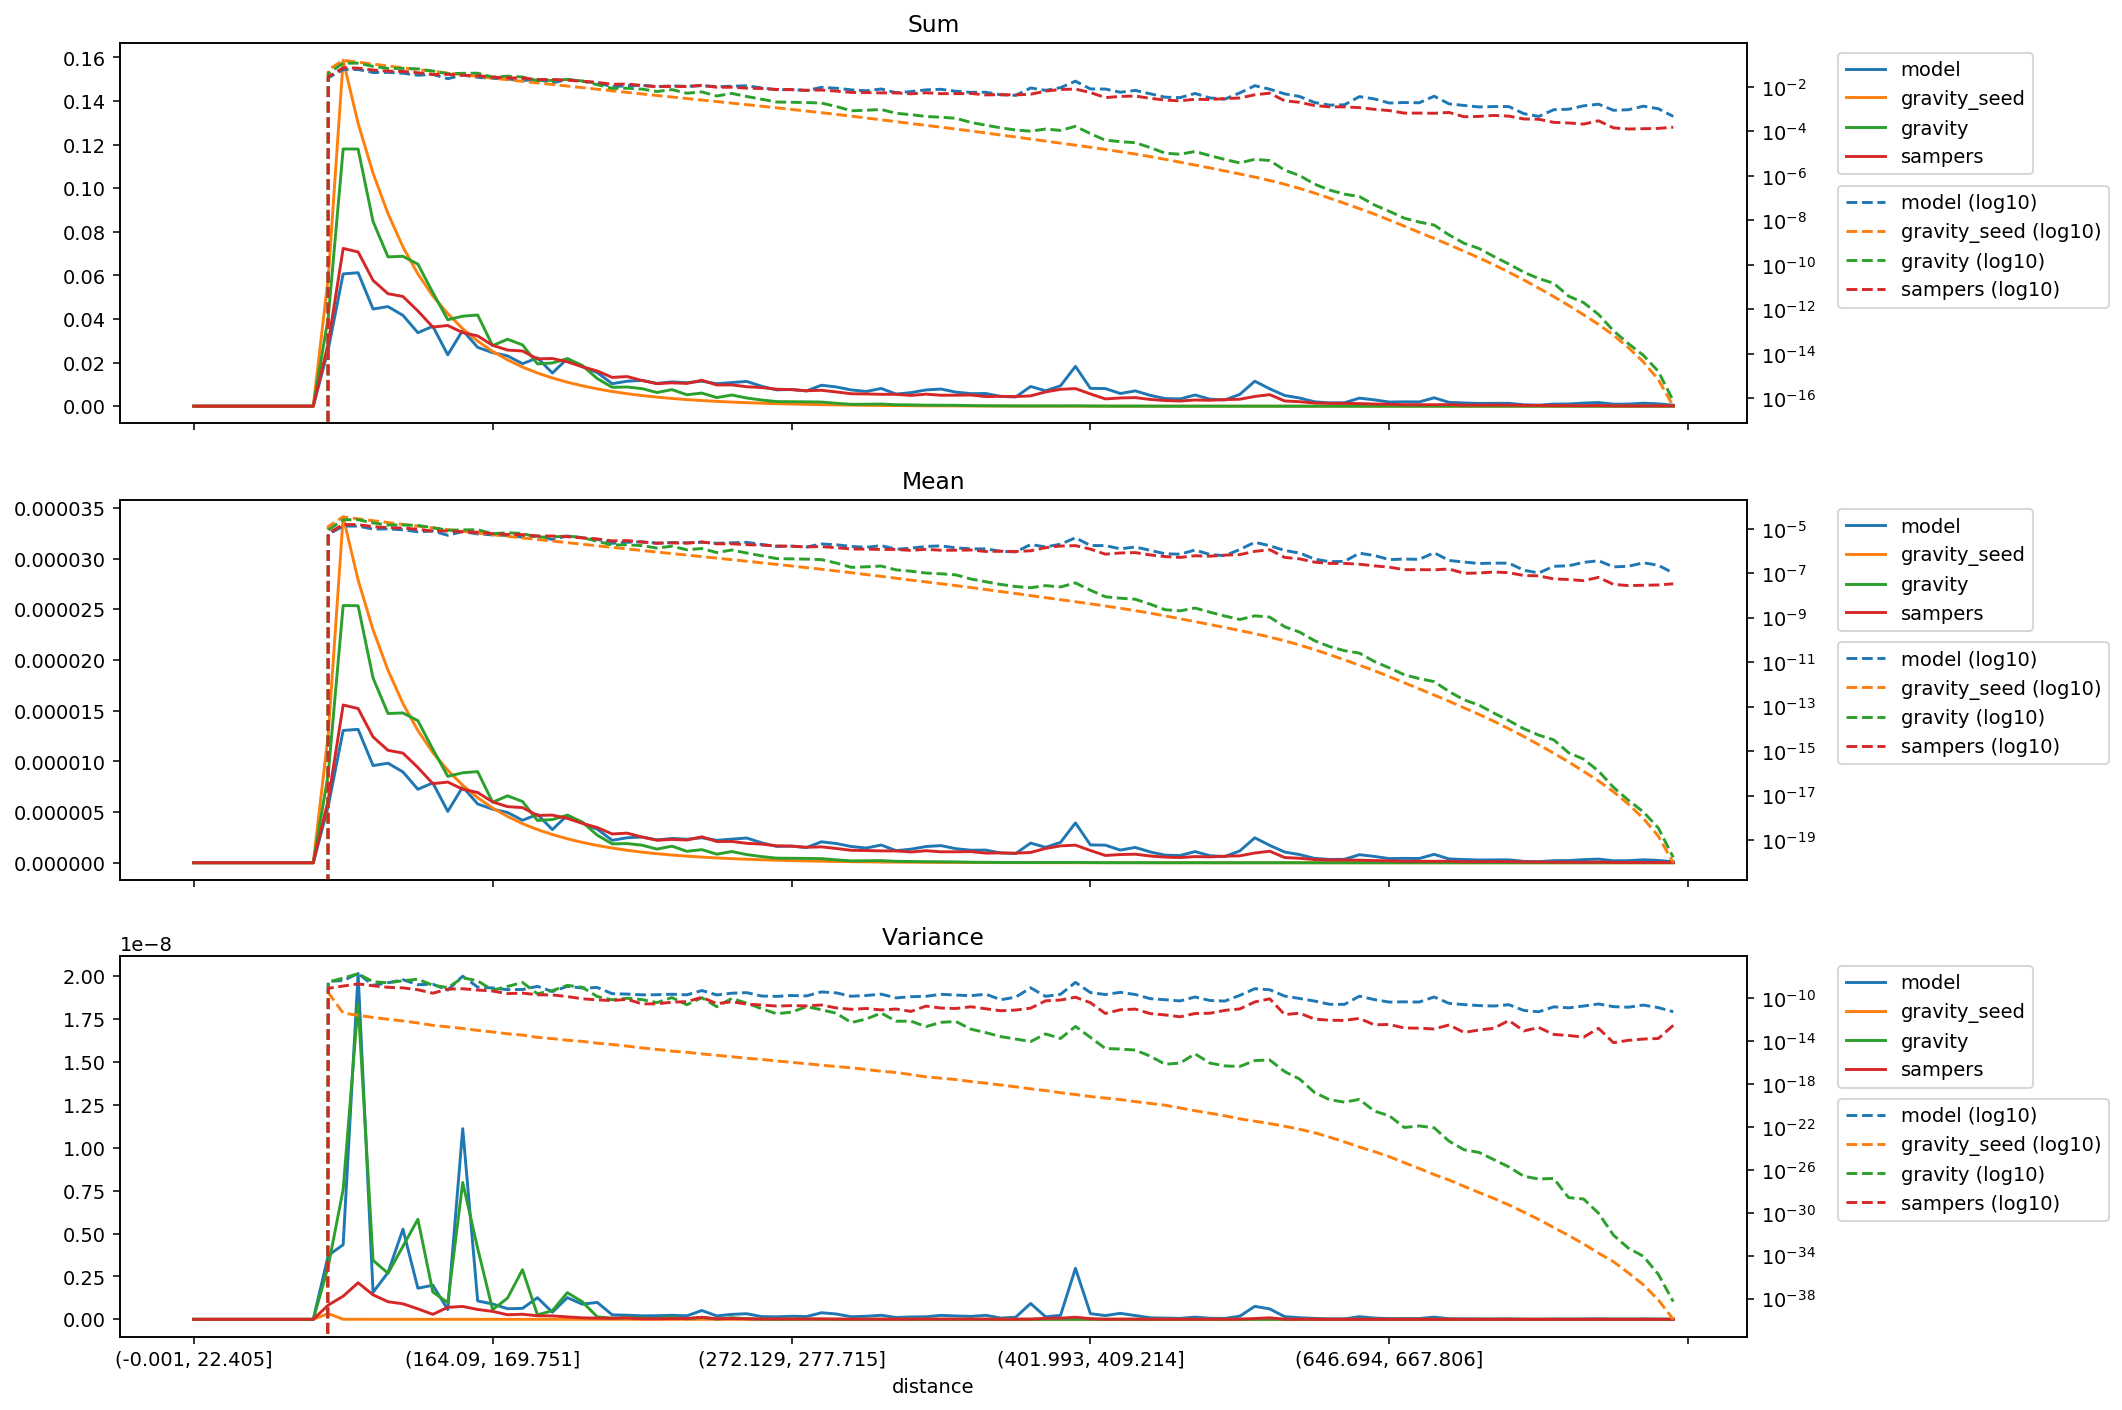 Sum
0.16
0.14
0.12
0.10
0.08
0.06
0.04
0.02
0.00
10⁻²
10⁻⁴
10⁻⁶
10⁻⁸
10⁻¹⁰
10⁻¹²
10⁻¹⁴
10⁻¹⁶
model
gravity_seed
gravity
sampers
model (log10)
gravity_seed (log10)
gravity (log10)
sampers (log10)
Mean
0.000035
0.000030
0.000025
0.000020
0.000015
0.000010
0.000005
0.000000
10⁻⁵
10⁻⁷
10⁻⁹
10⁻¹¹
10⁻¹³
10⁻¹⁵
10⁻¹⁷
10⁻¹⁹
model
gravity_seed
gravity
sampers
model (log10)
gravity_seed (log10)
gravity (log10)
sampers (log10)
Variance
1e−8
2.00
1.75
1.50
1.25
1.00
0.75
0.50
0.25
0.00
10⁻¹⁰
10⁻¹⁴
10⁻¹⁸
10⁻²²
10⁻²⁶
10⁻³⁰
10⁻³⁴
10⁻³⁸
model
gravity_seed
gravity
sampers
model (log10)
gravity_seed (log10)
gravity (log10)
sampers (log10)
(-0.001, 22.405] (164.09, 169.751] (272.129, 277.715] (401.993, 409.214] (646.694, 667.806]
distance